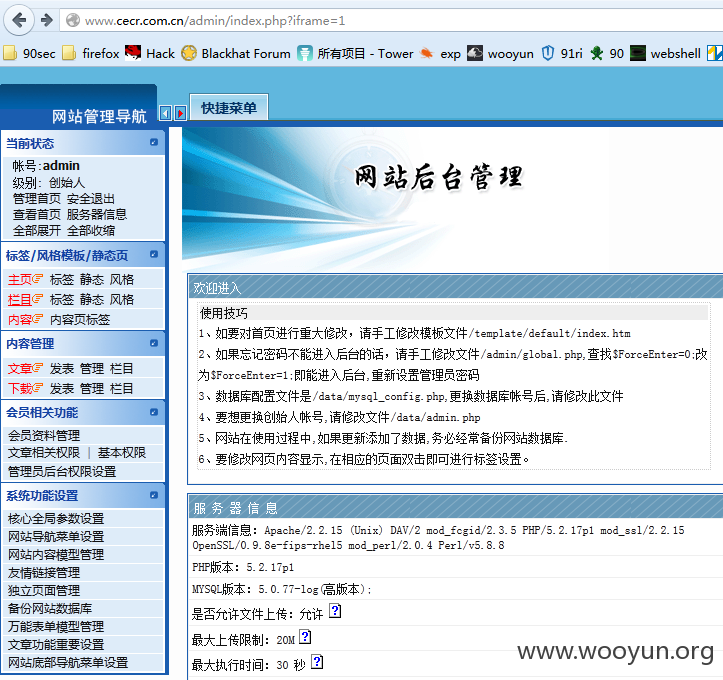 www.cecr.com.cn/admin/index.php?iframe=1
90sec firefox Hack Blackhat Forum 所有项目 - Tower exp wooyun 91ri 90 webshell
网站管理导航
快捷菜单
当前状态
帐号:admin
级别: 创始人
管理首页 安全退出
查看首页 服务器信息
全部展开 全部收缩
标签/风格模板/静态页
主页 标签 静态 风格
栏目 标签 静态 风格
内容 内容页标签
内容管理
文章 发表 管理 栏目
下载 发表 管理 栏目
会员相关功能
会员资料管理
文章相关权限 | 基本权限
管理员后台权限设置
系统功能设置
核心全局参数设置
网站导航菜单设置
网站内容模型管理
友情链接管理
独立页面管理
备份网站数据库
万能表单模型管理
文章功能重要设置
网站底部导航菜单设置
网站后台管理
欢迎进入
使用技巧
1、如要对首页进行重大修改，请手工修改模板文件/template/default/index.htm
2、如果忘记密码不能进入后台的话，请手工修改文件/admin/global.php,查找$ForceEnter=0;改
为$ForceEnter=1;即能进入后台,重新设置管理员密码
3、数据库配置文件是/data/mysql_config.php,更换数据库帐号后,请修改此文件
4、要想更换创始人帐号,请修改文件/data/admin.php
5、网站在使用过程中,如果更新添加了数据,务必经常备份网站数据库.
6、要修改网页内容显示,在相应的页面双击即可进行标签设置。
服 务 器 信 息
服务端信息：Apache/2.2.15 (Unix) DAV/2 mod_fcgid/2.3.5 PHP/5.2.17p1 mod_ssl/2.2.15
OpenSSL/0.9.8e-fips-rhel5 mod_perl/2.0.4 Perl/v5.8.8
PHP版本：5.2.17p1
MYSQL版本：5.0.77-log(高版本);
是否允许文件上传：允许 ?
最大上传限制：20M ?
最大执行时间：30 秒 ?
www.wooyun.org